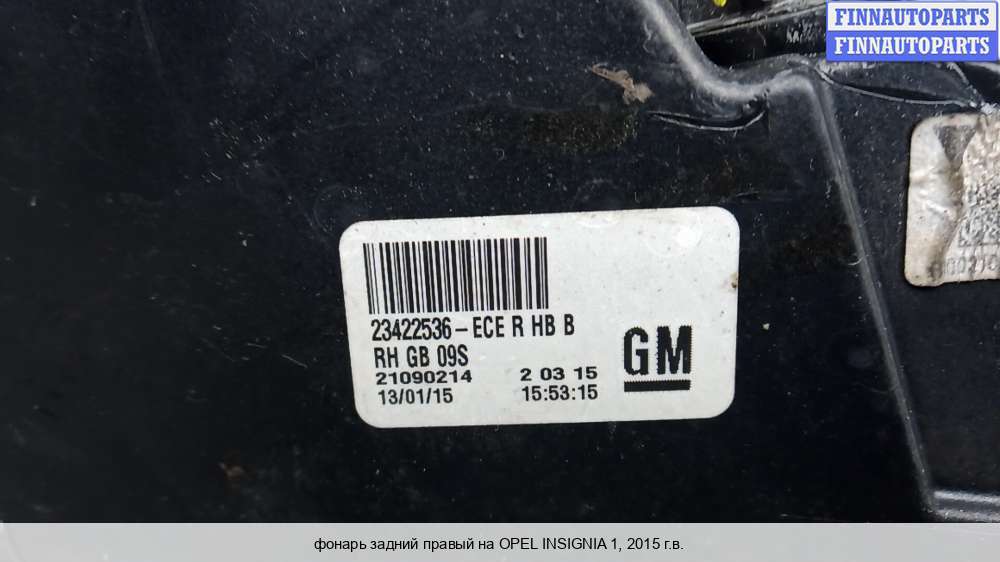 FINNAUTOPARTS
FINNAUTOPARTS
23422536-ECE R HB B
RH GB 09S
21090214 2 03 15
13/01/15 15:53:15
GM
фонарь задний правый на OPEL INSIGNIA 1, 2015 г.в.